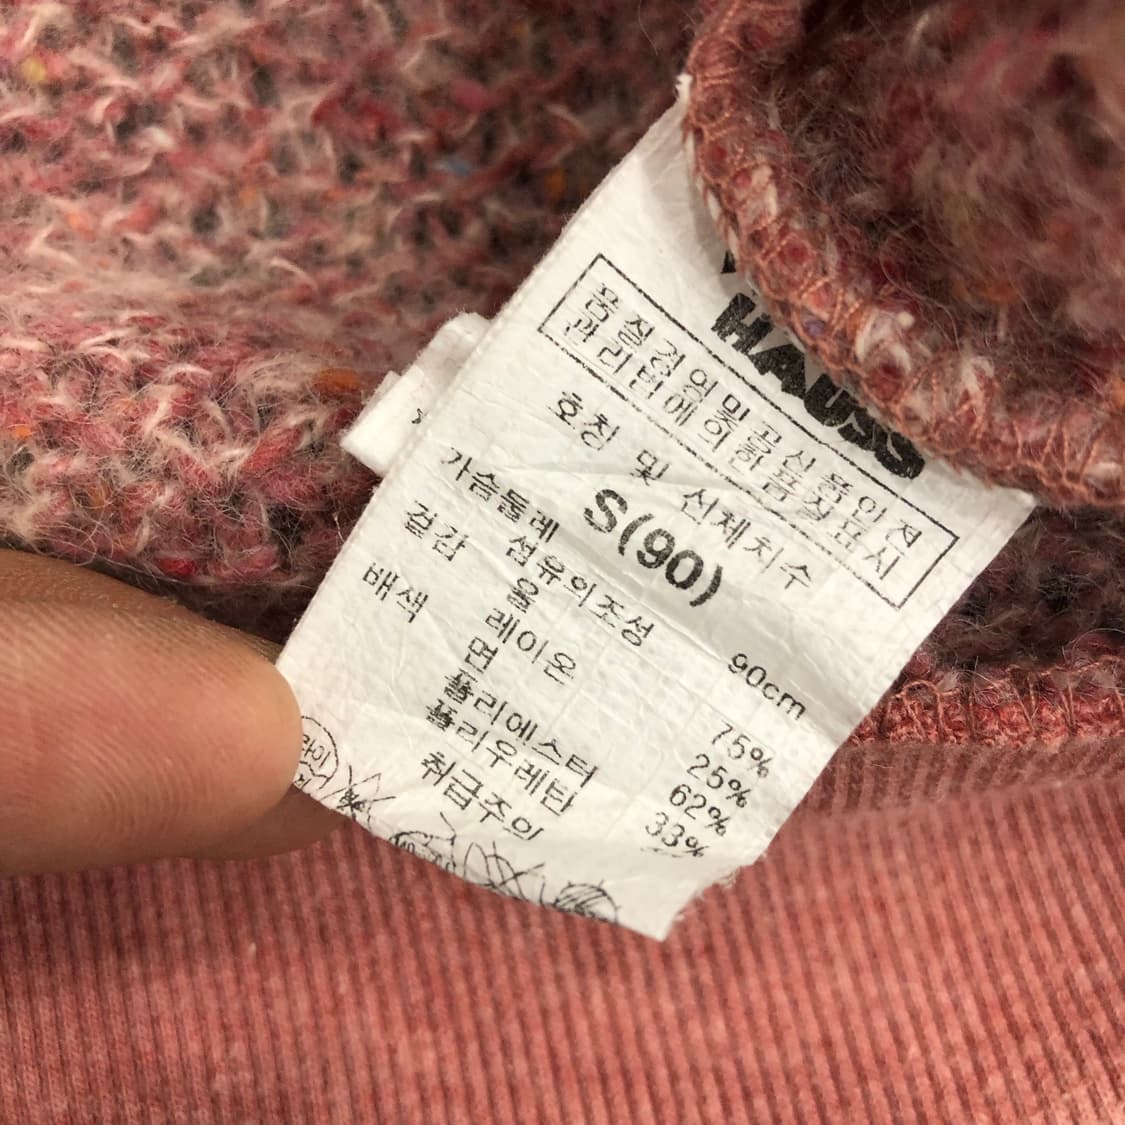 HAUSS
품질경영및공산품안전
관리법에의한품질표시
호칭 및 신체치수
S(90)
가슴둘레 90cm
섬유의조성
겉감 울 75%
레이온 25%
배색 면 62%
폴리에스터 33%
폴리우레탄
취급주의